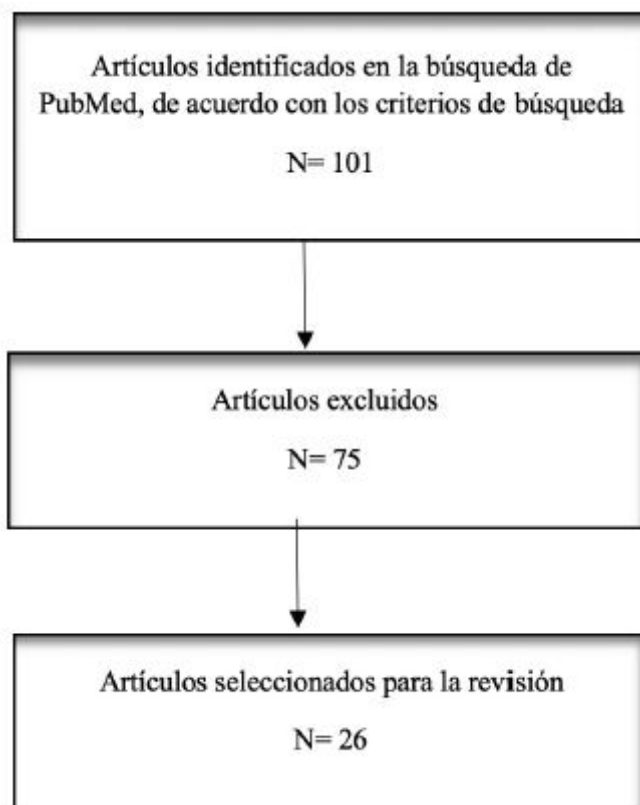 Artículos identificados en la búsqueda de
PubMed, de acuerdo con los criterios de búsqueda
N= 101
Artículos excluidos
N= 75
Artículos seleccionados para la revisión
N= 26